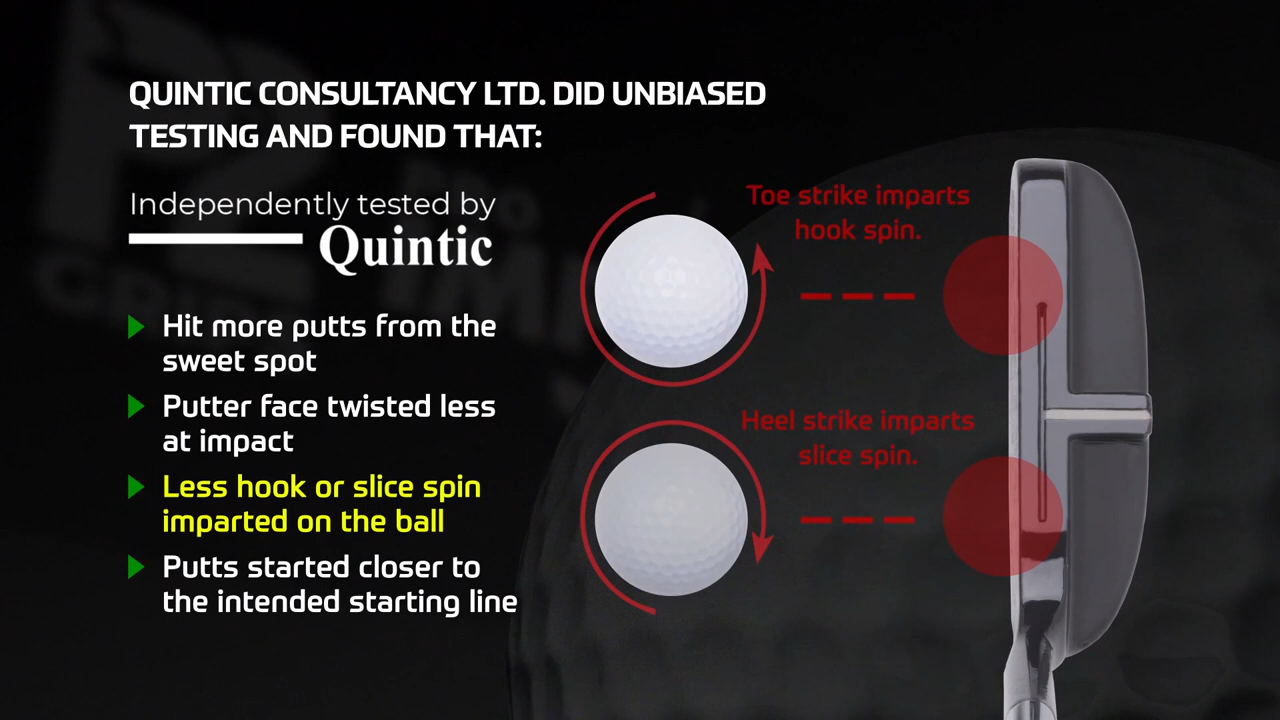 QUINTIC CONSULTANCY LTD. DID UNBIASED
TESTING AND FOUND THAT:
Independently tested by
Quintic
Hit more putts from the
sweet spot
Putter face twisted less
at impact
Less hook or slice spin
imparted on the ball
Putts started closer to
the intended starting line
Toe strike imparts
hook spin.
Heel strike imparts
slice spin.